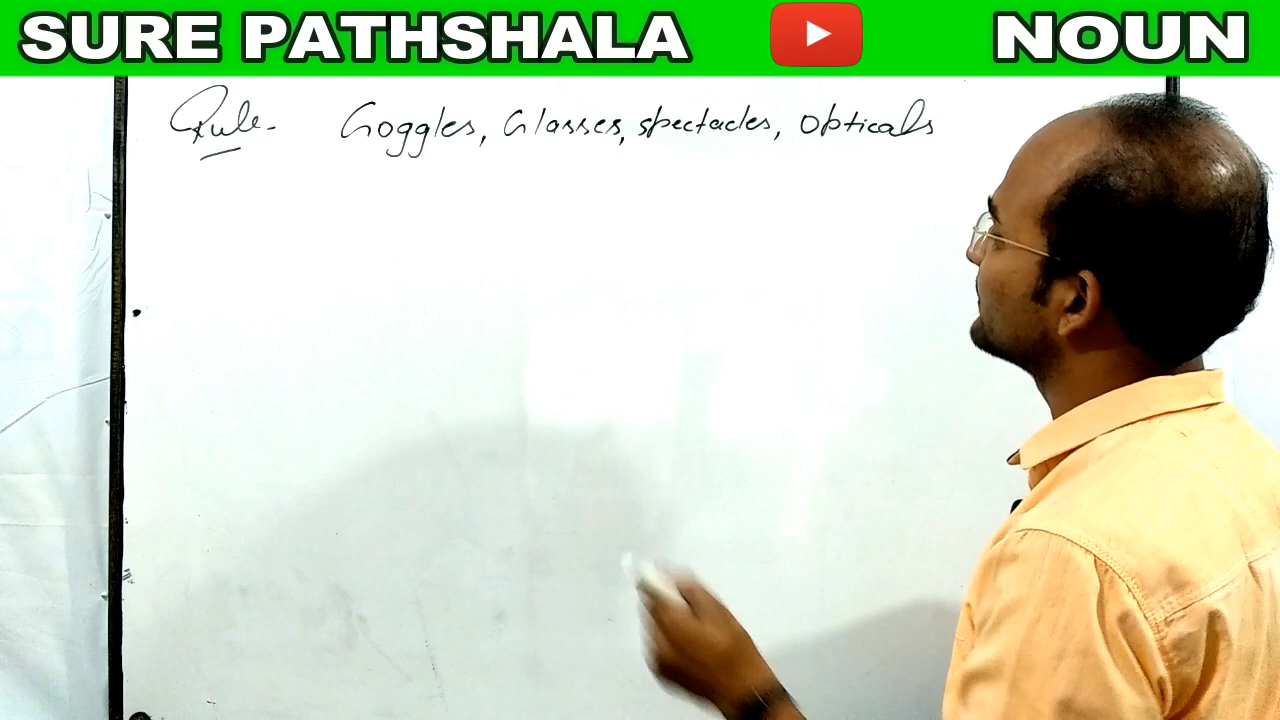 SURE PATHSHALA NOUN
Rule- Goggles, Glasses, spectacles, Opticals